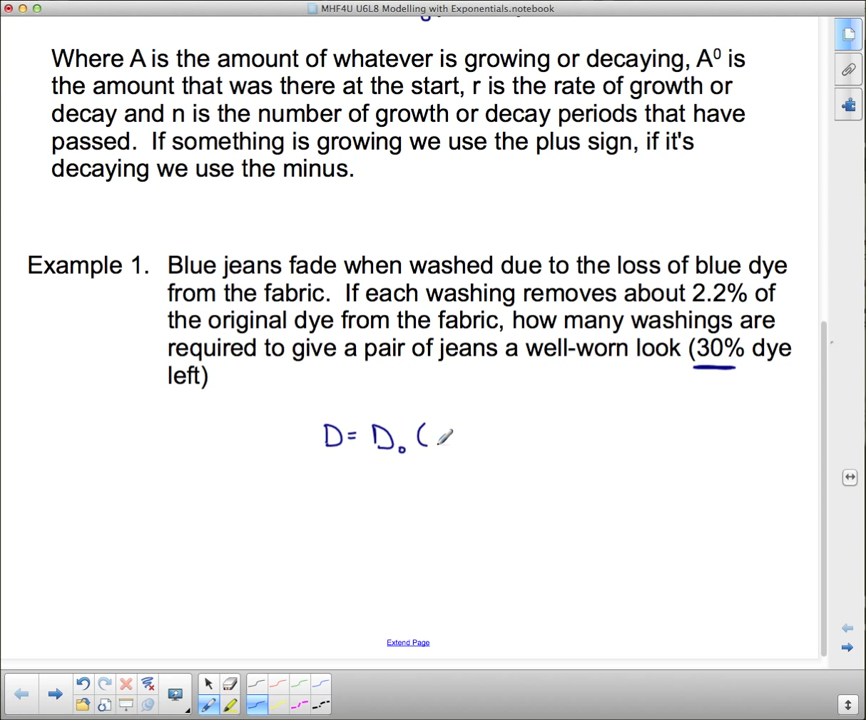 MHF4U U6L8 Modelling with Exponentials.notebook
Where A is the amount of whatever is growing or decaying, A⁰ is
the amount that was there at the start, r is the rate of growth or
decay and n is the number of growth or decay periods that have
passed.  If something is growing we use the plus sign, if it's
decaying we use the minus.
Example 1.  Blue jeans fade when washed due to the loss of blue dye
from the fabric.  If each washing removes about 2.2% of
the original dye from the fabric, how many washings are
required to give a pair of jeans a well-worn look (30% dye
left)
D = D₀ (
Extend Page